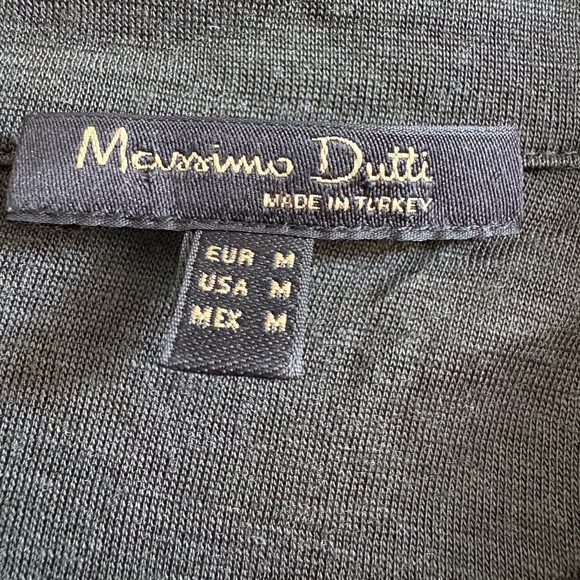 Massimo Dutti
MADE IN TURKEY
EUR M
USA M
MEX M